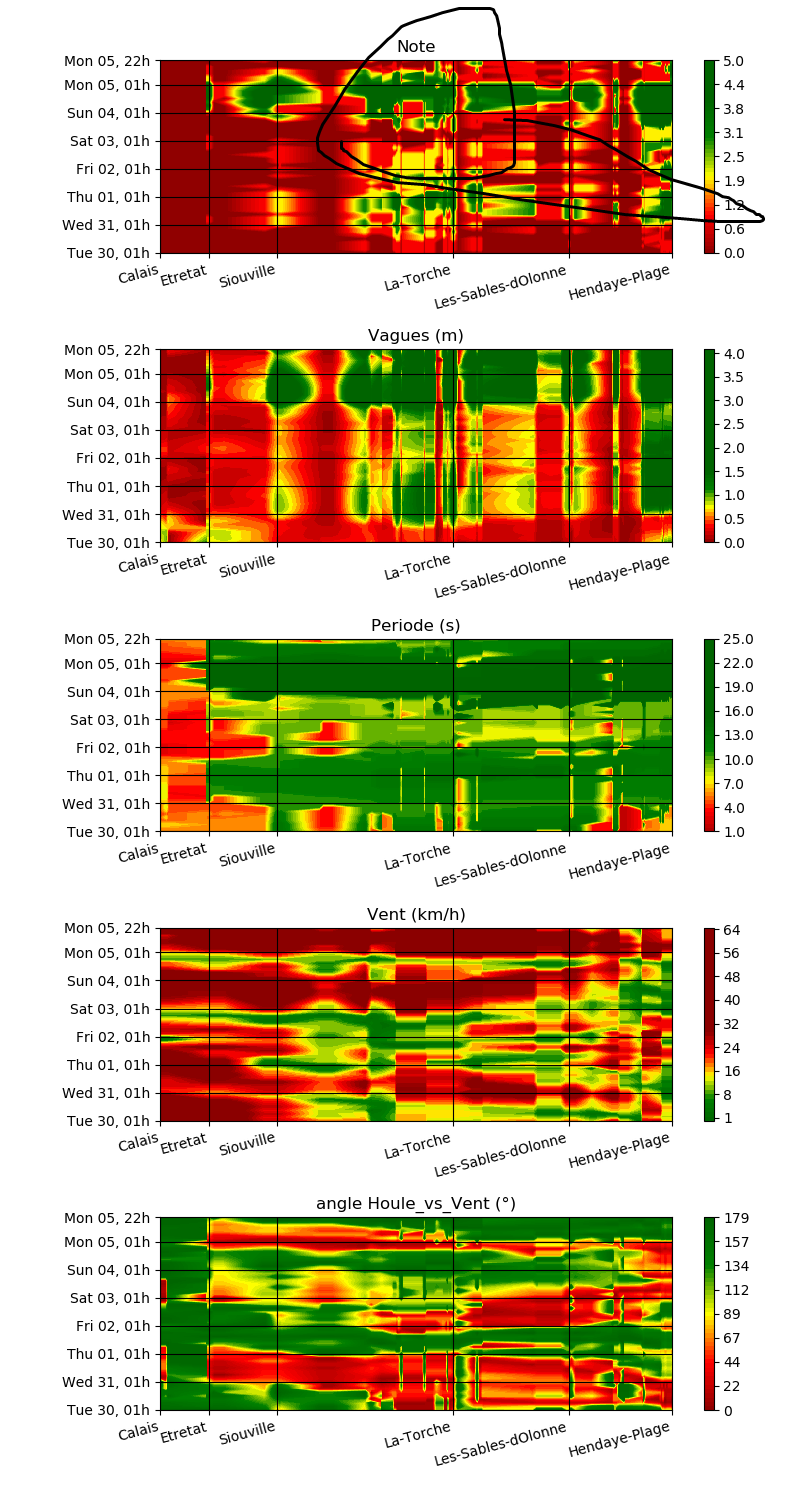 Note
Mon 05, 22h
Mon 05, 01h
Sun 04, 01h
Sat 03, 01h
Fri 02, 01h
Thu 01, 01h
Wed 31, 01h
Tue 30, 01h
Calais
Etretat
Siouville
La-Torche
Les-Sables-dOlonne
Hendaye-Plage
5.0
4.4
3.8
3.1
2.5
1.9
1.2
0.6
0.0
Vagues (m)
Mon 05, 22h
Mon 05, 01h
Sun 04, 01h
Sat 03, 01h
Fri 02, 01h
Thu 01, 01h
Wed 31, 01h
Tue 30, 01h
Calais
Etretat
Siouville
La-Torche
Les-Sables-dOlonne
Hendaye-Plage
4.0
3.5
3.0
2.5
2.0
1.5
1.0
0.5
0.0
Periode (s)
Mon 05, 22h
Mon 05, 01h
Sun 04, 01h
Sat 03, 01h
Fri 02, 01h
Thu 01, 01h
Wed 31, 01h
Tue 30, 01h
Calais
Etretat
Siouville
La-Torche
Les-Sables-dOlonne
Hendaye-Plage
25.0
22.0
19.0
16.0
13.0
10.0
7.0
4.0
1.0
Vent (km/h)
Mon 05, 22h
Mon 05, 01h
Sun 04, 01h
Sat 03, 01h
Fri 02, 01h
Thu 01, 01h
Wed 31, 01h
Tue 30, 01h
Calais
Etretat
Siouville
La-Torche
Les-Sables-dOlonne
Hendaye-Plage
64
56
48
40
32
24
16
8
1
angle Houle_vs_Vent (°)
Mon 05, 22h
Mon 05, 01h
Sun 04, 01h
Sat 03, 01h
Fri 02, 01h
Thu 01, 01h
Wed 31, 01h
Tue 30, 01h
Calais
Etretat
Siouville
La-Torche
Les-Sables-dOlonne
Hendaye-Plage
179
157
134
112
89
67
44
22
0